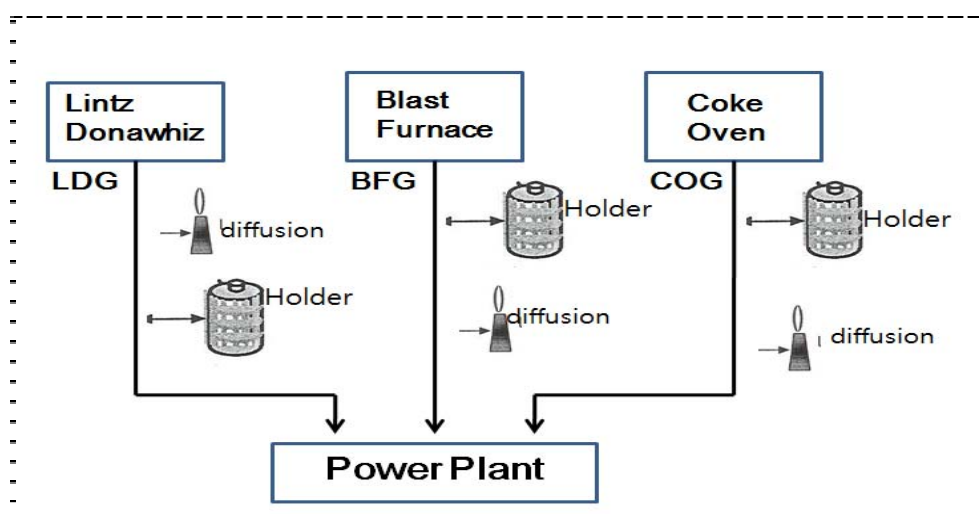 Lintz
Donawhiz
Blast
Furnace
Coke
Oven
LDG
BFG
COG
diffusion
Holder
Holder
diffusion
Holder
diffusion
Power Plant